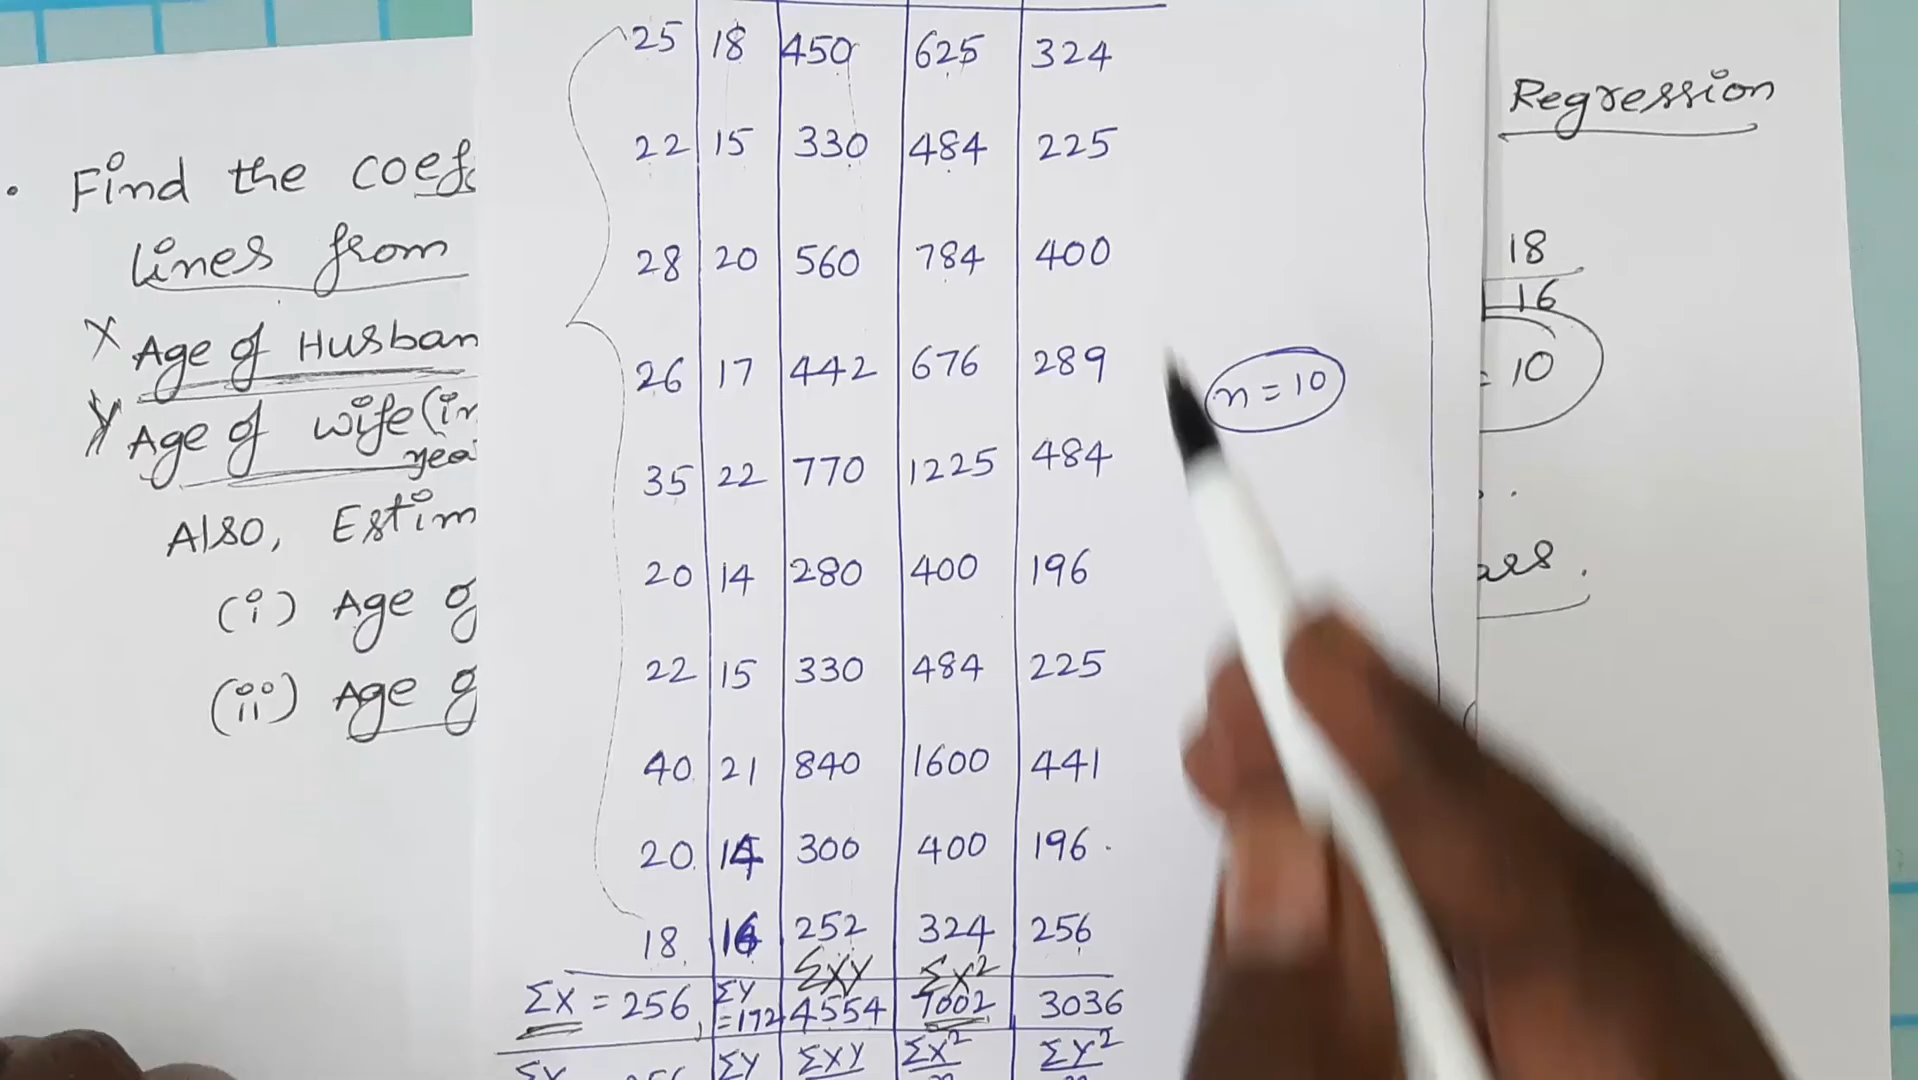 . Find the coef
lines from
X Age of Husban
Y Age of wife (in
yea
Also, Estim
(i) Age of
(ii) Age of
25 18 450 625 324
22 15 330 484 225
28 20 560 784 400
26 17 442 676 289
35 22 770 1225 484
20 14 280 400 196
22 15 330 484 225
40 21 840 1600 441
20 14 300 400 196
18 16 252 324 256
ΣXY ΣX²
ΣX = 256 ΣY = 172 4554 7002 3036
ΣY ΣXY ΣX² ΣY²
n = 10
Regression
18
16
= 10